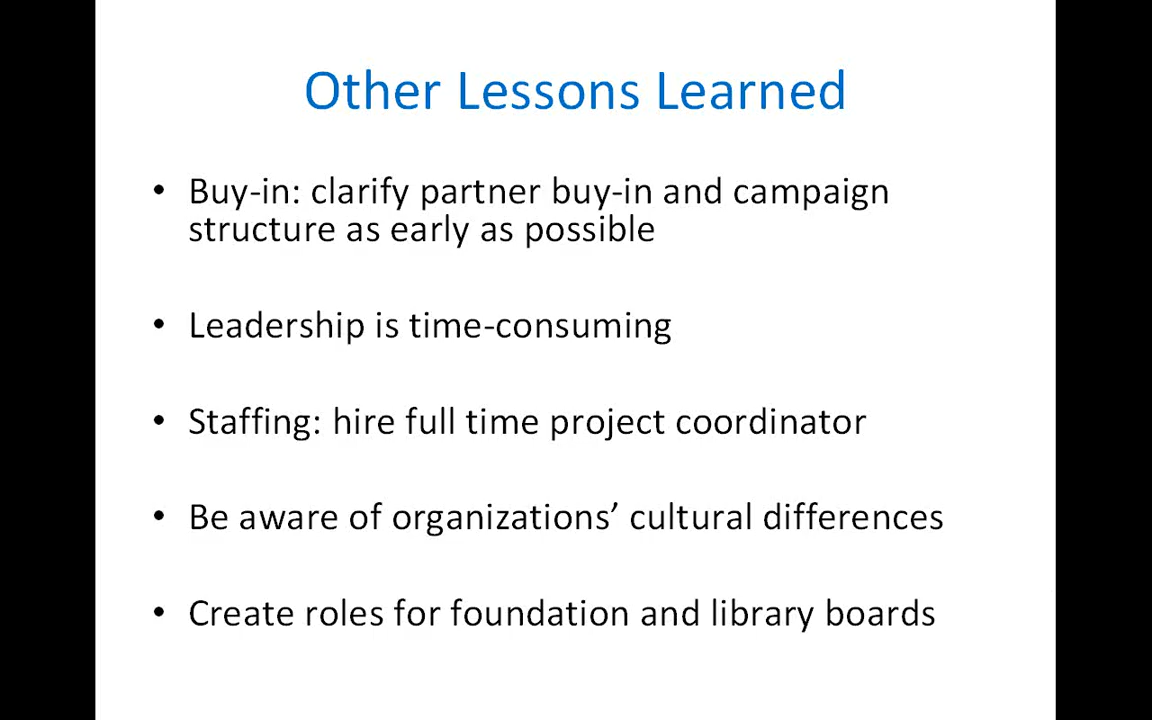 Other Lessons Learned
• Buy-in: clarify partner buy-in and campaign
structure as early as possible
• Leadership is time-consuming
• Staffing: hire full time project coordinator
• Be aware of organizations’ cultural differences
• Create roles for foundation and library boards